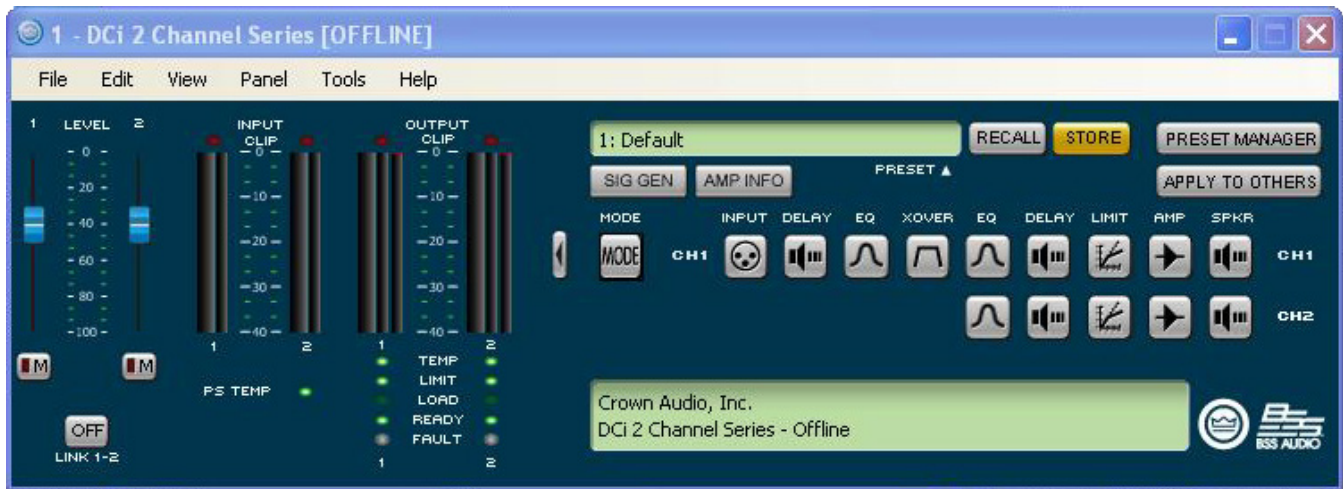 1 - DCi 2 Channel Series [OFFLINE]
File Edit View Panel Tools Help
1 LEVEL 2 INPUT CLIP OUTPUT CLIP
- 0 -
- 20 -
- 40 -
- 60 -
- 80 -
-100-
M M
OFF
LINK 1-2
- 0 -
-10-
-20-
-30-
-40-
1 2
PS TEMP
- 0 -
-10-
-20-
-30-
-40-
1 2
TEMP
LIMIT
LOAD
READY
FAULT
1 2
1: Default RECALL STORE PRESET MANAGER
SIG GEN AMP INFO PRESET ▲ APPLY TO OTHERS
MODE INPUT DELAY EQ XOVER EQ DELAY LIMIT AMP SPKR
MODE CH1 CH1
CH2
Crown Audio, Inc.
DCi 2 Channel Series - Offline
BSS
BSS AUDIO